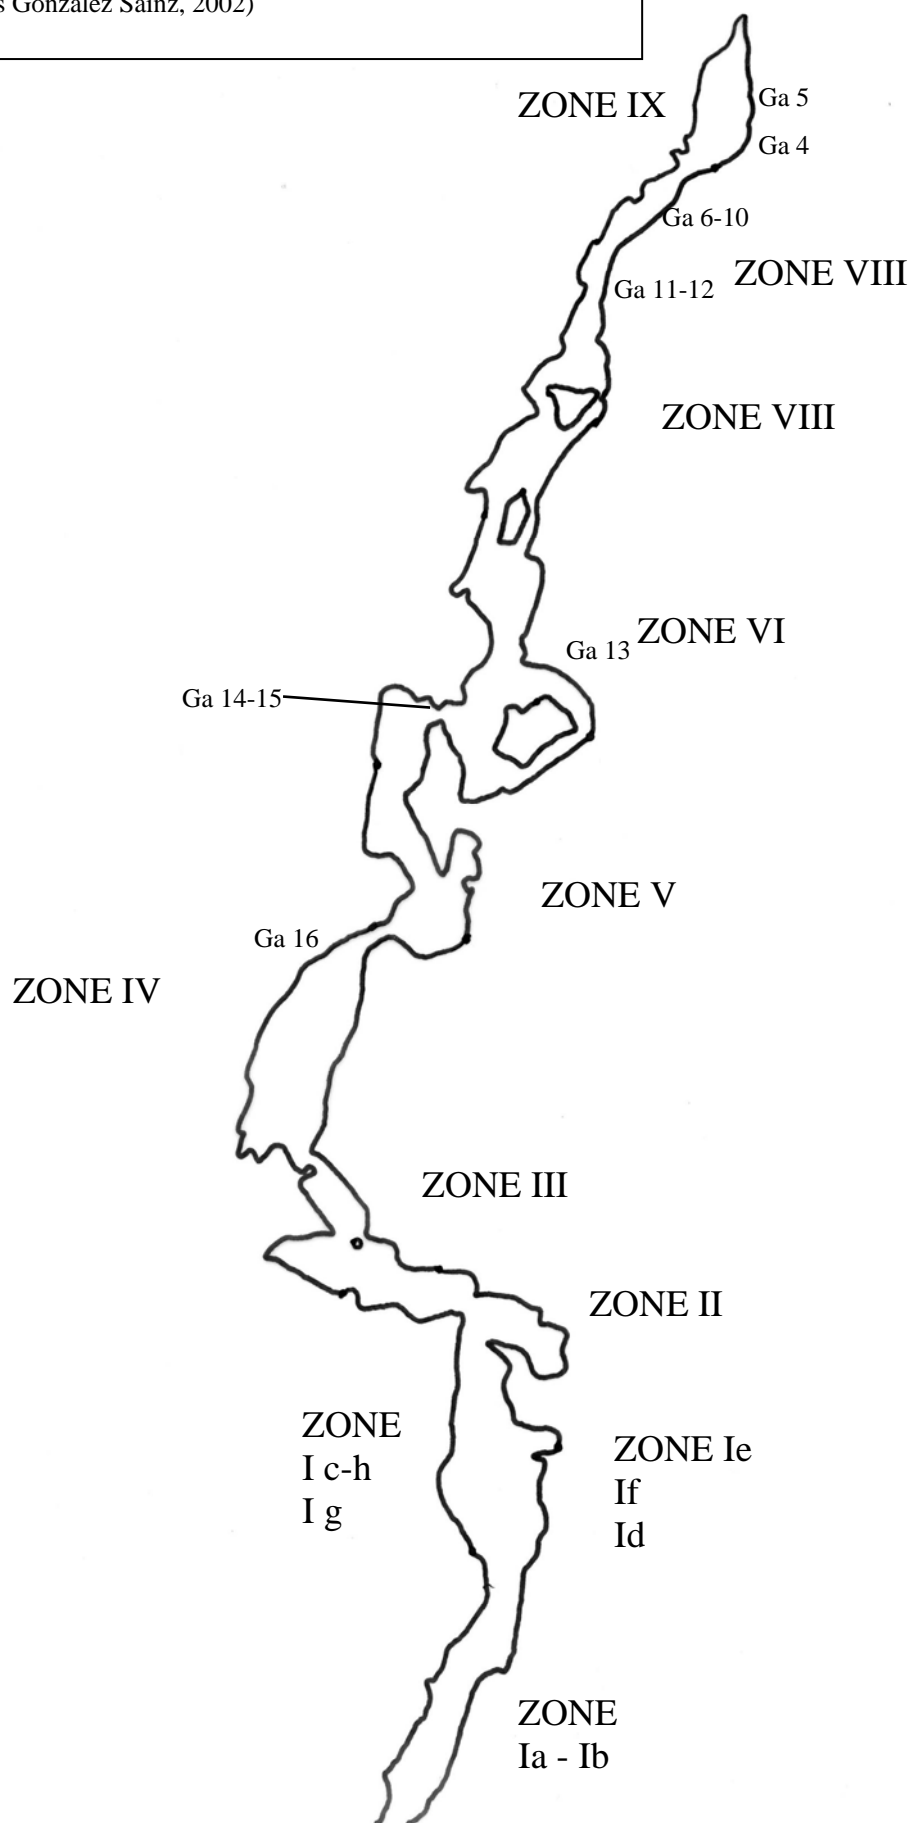 s González Sainz, 2002)
ZONE IX
Ga 5
Ga 4
Ga 6-10
ZONE VIII
Ga 11-12
ZONE VIII
ZONE VI
Ga 13
Ga 14-15
ZONE V
Ga 16
ZONE IV
ZONE III
ZONE II
ZONE
I c-h
I g
ZONE Ie
If
Id
ZONE
Ia - Ib